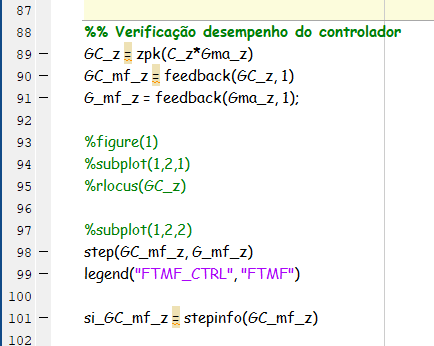 87
88 %% Verificação desempenho do controlador
89 GC_z = zpk(C_z*Gma_z)
90 GC_mf_z = feedback(GC_z, 1)
91 G_mf_z = feedback(Gma_z, 1);
92
93 %figure(1)
94 %subplot(1,2,1)
95 %rlocus(GC_z)
96
97 %subplot(1,2,2)
98 step(GC_mf_z, G_mf_z)
99 legend("FTMF_CTRL", "FTMF")
100
101 si_GC_mf_z = stepinfo(GC_mf_z)
102